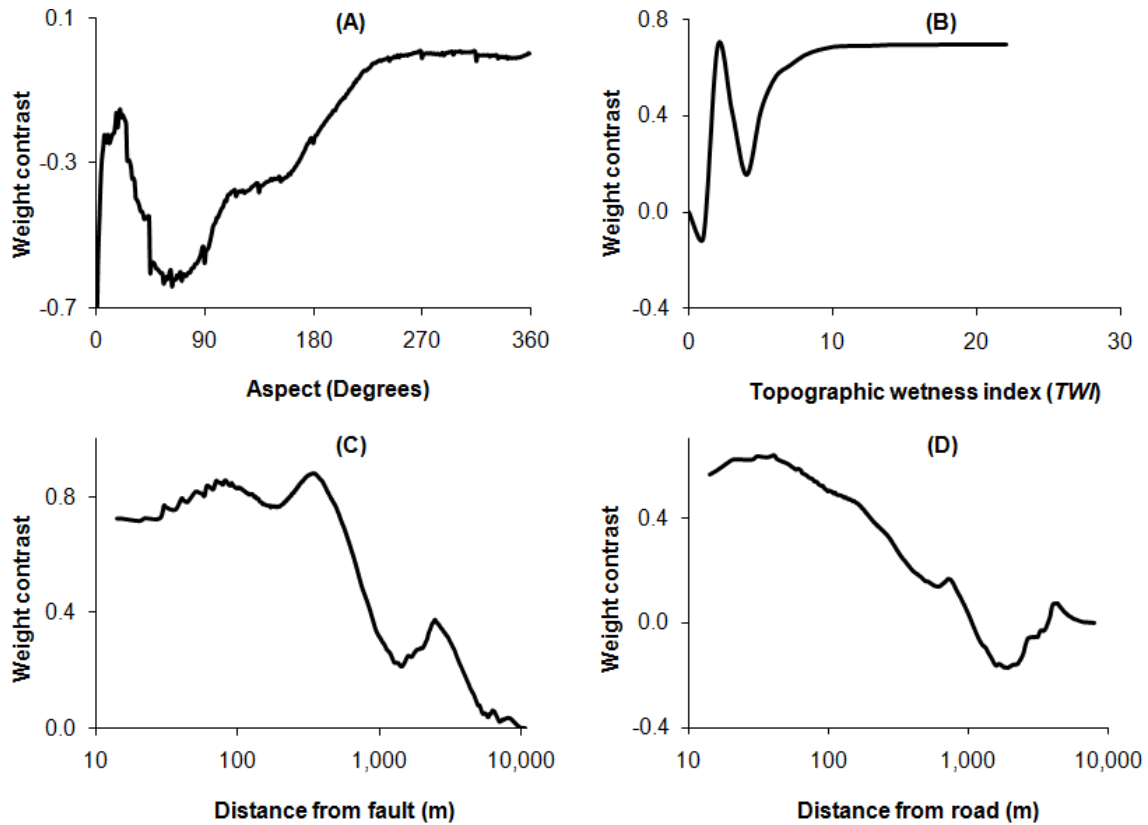 (A)
Weight contrast
0.1
-0.3
-0.7
0 90 180 270 360
Aspect (Degrees)
(B)
Weight contrast
0.8
0.4
0.0
-0.4
0 10 20 30
Topographic wetness index (TWI)
(C)
Weight contrast
0.8
0.4
0.0
10 100 1,000 10,000
Distance from fault (m)
(D)
Weight contrast
0.4
0.0
-0.4
10 100 1,000 10,000
Distance from road (m)